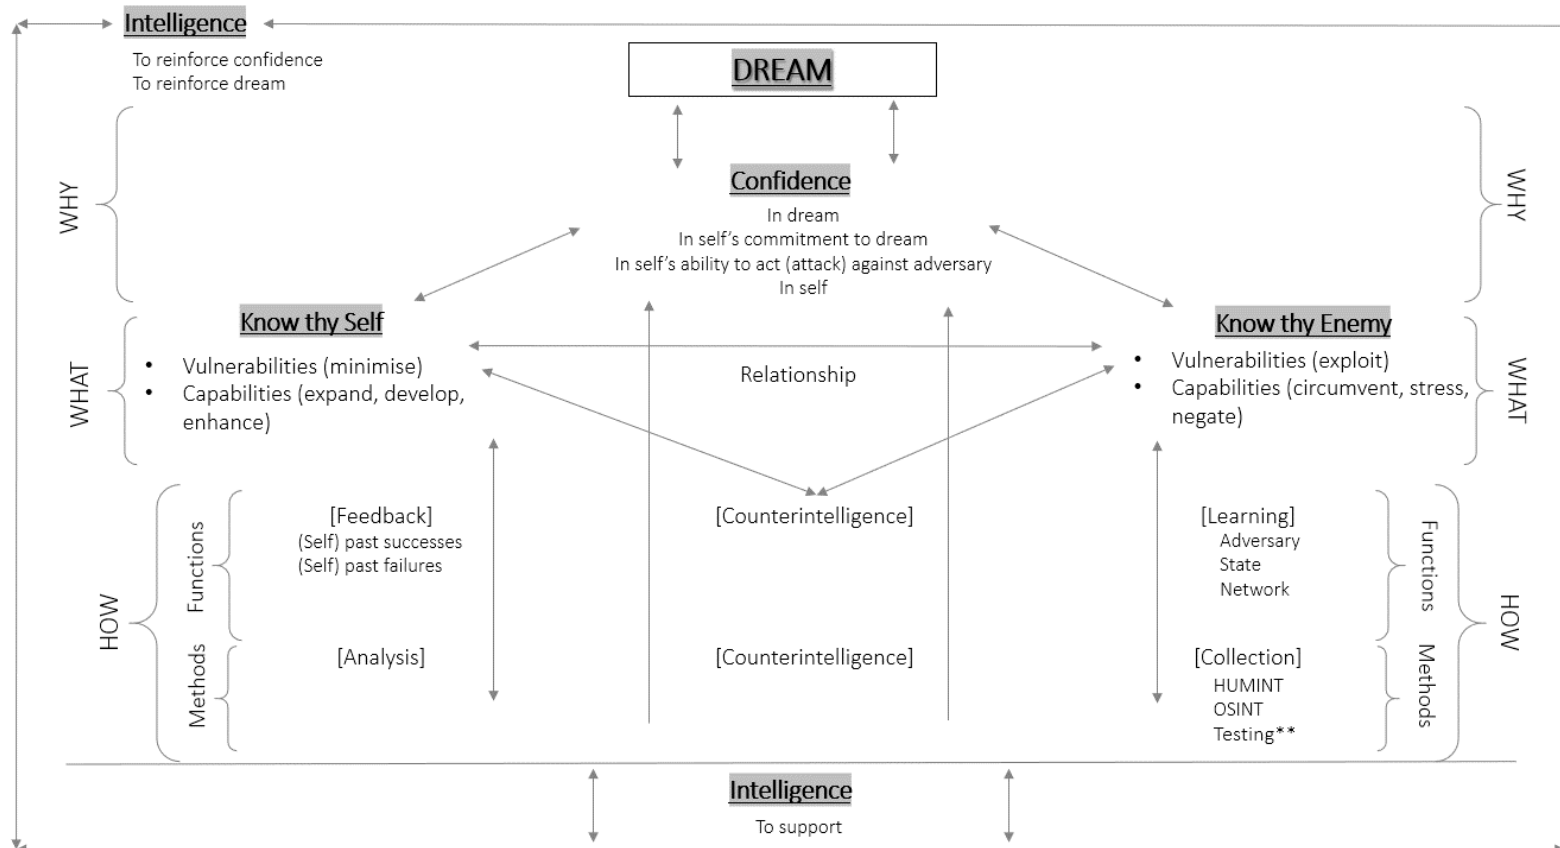 Intelligence
To reinforce confidence
To reinforce dream
DREAM
Confidence
In dream
In self’s commitment to dream
In self’s ability to act (attack) against adversary
In self
WHY
WHY
Know thy Self
• Vulnerabilities (minimise)
• Capabilities (expand, develop,
enhance)
Relationship
Know thy Enemy
• Vulnerabilities (exploit)
• Capabilities (circumvent, stress,
negate)
WHAT
WHAT
HOW
Functions
[Feedback]
(Self) past successes
(Self) past failures
[Counterintelligence]
[Learning]
Adversary
State
Network
Functions
HOW
Methods
[Analysis]
[Counterintelligence]
[Collection]
HUMINT
OSINT
Testing**
Methods
Intelligence
To support